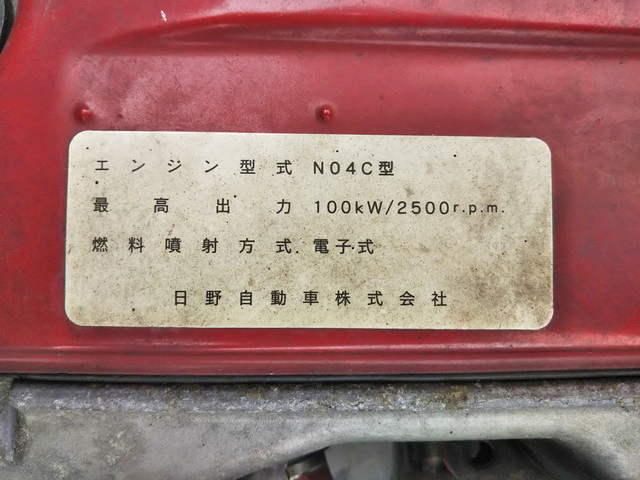 エンジン型式 N04C型
最高出力 100kW/2500r.p.m.
燃料噴射方式 電子式
日野自動車株式会社